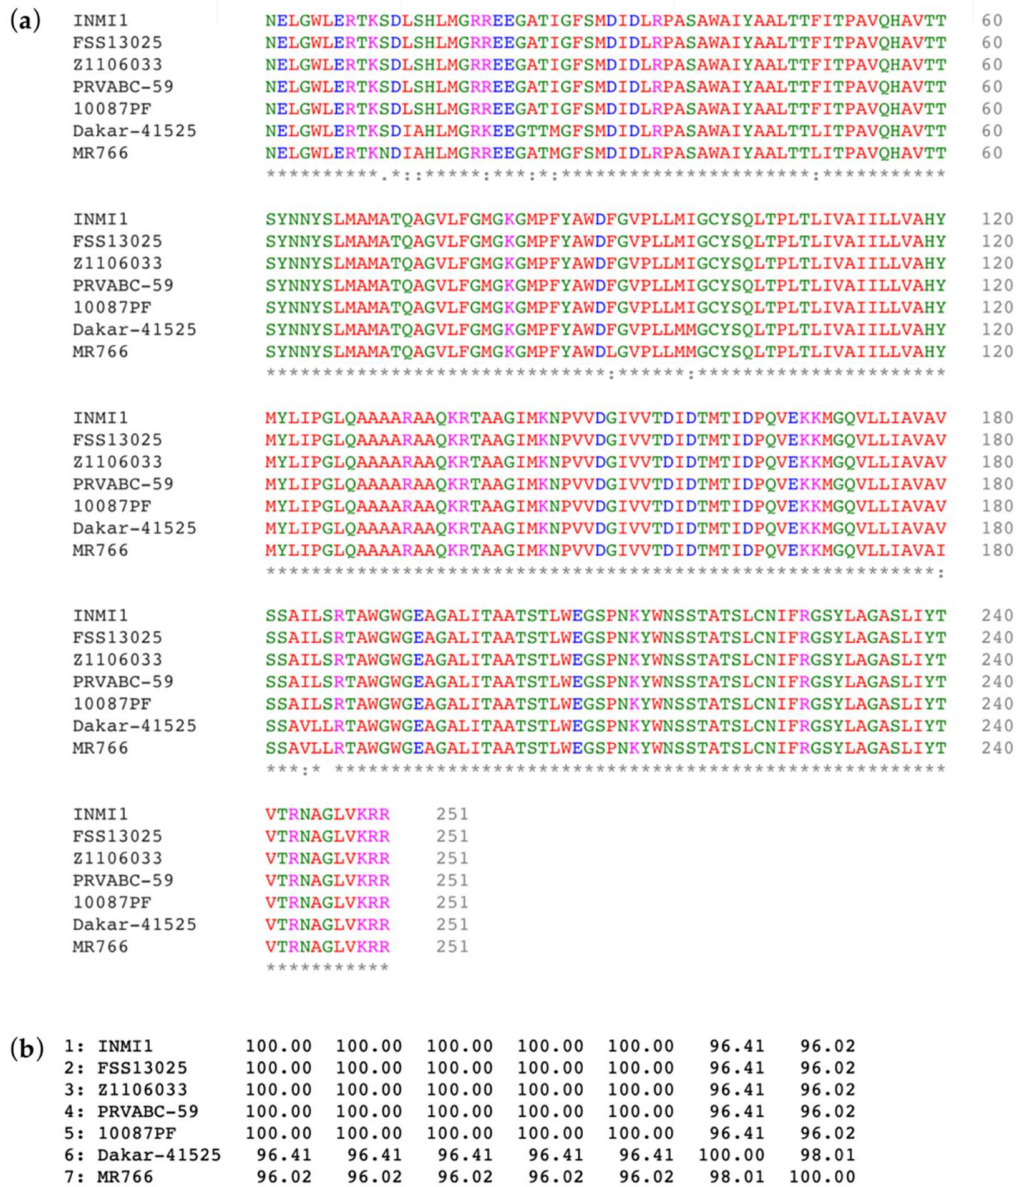 (a)
INMI1 NELGWLERTKSDLSHLMGRREEGATIGFSMDIDLRPASAWAIYAALTTFITPAVQHAVTT 60
FSS13025 NELGWLERTKSDLSHLMGRREEGATIGFSMDIDLRPASAWAIYAALTTFITPAVQHAVTT 60
Z1106033 NELGWLERTKSDLSHLMGRREEGATIGFSMDIDLRPASAWAIYAALTTFITPAVQHAVTT 60
PRVABC-59 NELGWLERTKSDLSHLMGRREEGATIGFSMDIDLRPASAWAIYAALTTFITPAVQHAVTT 60
10087PF NELGWLERTKSDLSHLMGRREEGATIGFSMDIDLRPASAWAIYAALTTFITPAVQHAVTT 60
Dakar-41525 NELGWLERTKSDIAHLMGRKEEGTTMGFSMDIDLRPASAWAIYAALTTFITPAVQHAVTT 60
MR766 NELGWLERTKNDIAHLMGRREEGATMGFSMDIDLRPASAWAIYAALTTLITPAVQHAVTT 60
**********.*::*****:***:*:**********************:***********
INMI1 SYNNYSLMAMATQAGVLFGMGKGMPFYAWDFGVPLLMIGCYSQLTPLTLIVAIILLVAHY 120
FSS13025 SYNNYSLMAMATQAGVLFGMGKGMPFYAWDFGVPLLMIGCYSQLTPLTLIVAIILLVAHY 120
Z1106033 SYNNYSLMAMATQAGVLFGMGKGMPFYAWDFGVPLLMIGCYSQLTPLTLIVAIILLVAHY 120
PRVABC-59 SYNNYSLMAMATQAGVLFGMGKGMPFYAWDFGVPLLMIGCYSQLTPLTLIVAIILLVAHY 120
10087PF SYNNYSLMAMATQAGVLFGMGKGMPFYAWDFGVPLLMIGCYSQLTPLTLIVAIILLVAHY 120
Dakar-41525 SYNNYSLMAMATQAGVLFGMGKGMPFYAWDFGVPLLMMGCYSQLTPLTLIVAIILLVAHY 120
MR766 SYNNYSLMAMATQAGVLFGMGKGMPFYAWDLGVPLLMMGCYSQLTPLTLIVAIILLVAHY 120
******************************:******:**********************
INMI1 MYLIPGLQAAAARAAQKRTAAGIMKNPVVDGIVVTDIDTMTIDPQVEKKMGQVLLIAVAV 180
FSS13025 MYLIPGLQAAAARAAQKRTAAGIMKNPVVDGIVVTDIDTMTIDPQVEKKMGQVLLIAVAV 180
Z1106033 MYLIPGLQAAAARAAQKRTAAGIMKNPVVDGIVVTDIDTMTIDPQVEKKMGQVLLIAVAV 180
PRVABC-59 MYLIPGLQAAAARAAQKRTAAGIMKNPVVDGIVVTDIDTMTIDPQVEKKMGQVLLIAVAV 180
10087PF MYLIPGLQAAAARAAQKRTAAGIMKNPVVDGIVVTDIDTMTIDPQVEKKMGQVLLIAVAV 180
Dakar-41525 MYLIPGLQAAAARAAQKRTAAGIMKNPVVDGIVVTDIDTMTIDPQVEKKMGQVLLIAVAV 180
MR766 MYLIPGLQAAAARAAQKRTAAGIMKNPVVDGIVVTDIDTMTIDPQVEKKMGQVLLIAVAI 180
***********************************************************:
INMI1 SSAILSRTAWGWGEAGALITAATSTLWEGSPNKYWNSSTATSLCNIFRGSYLAGASLIYT 240
FSS13025 SSAILSRTAWGWGEAGALITAATSTLWEGSPNKYWNSSTATSLCNIFRGSYLAGASLIYT 240
Z1106033 SSAILSRTAWGWGEAGALITAATSTLWEGSPNKYWNSSTATSLCNIFRGSYLAGASLIYT 240
PRVABC-59 SSAILSRTAWGWGEAGALITAATSTLWEGSPNKYWNSSTATSLCNIFRGSYLAGASLIYT 240
10087PF SSAILSRTAWGWGEAGALITAATSTLWEGSPNKYWNSSTATSLCNIFRGSYLAGASLIYT 240
Dakar-41525 SSAVLLRTAWGWGEAGALITAATSTLWEGSPNKYWNSSTATSLCNIFRGSYLAGASLIYT 240
MR766 SSAVLLRTAWGWGEAGALITAATSTLWEGSPNKYWNSSTATSLCNIFRGSYLAGASLIYT 240
***:* ******************************************************
INMI1 VTRNAGLVKRR 251
FSS13025 VTRNAGLVKRR 251
Z1106033 VTRNAGLVKRR 251
PRVABC-59 VTRNAGLVKRR 251
10087PF VTRNAGLVKRR 251
Dakar-41525 VTRNAGLVKRR 251
MR766 VTRNAGLVKRR 251
***********
(b) 1: INMI1 100.00 100.00 100.00 100.00 100.00 96.41 96.02
2: FSS13025 100.00 100.00 100.00 100.00 100.00 96.41 96.02
3: Z1106033 100.00 100.00 100.00 100.00 100.00 96.41 96.02
4: PRVABC-59 100.00 100.00 100.00 100.00 100.00 96.41 96.02
5: 10087PF 100.00 100.00 100.00 100.00 100.00 96.41 96.02
6: Dakar-41525 96.41 96.41 96.41 96.41 96.41 100.00 98.01
7: MR766 96.02 96.02 96.02 96.02 96.02 98.01 100.00